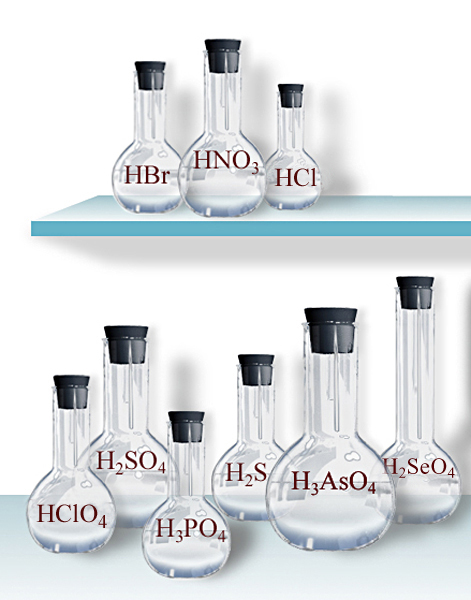 HBr
HNO₃
HCl
H₂SO₄
H₂S
H₃AsO₄
H₂SeO₄
HClO₄
H₃PO₄